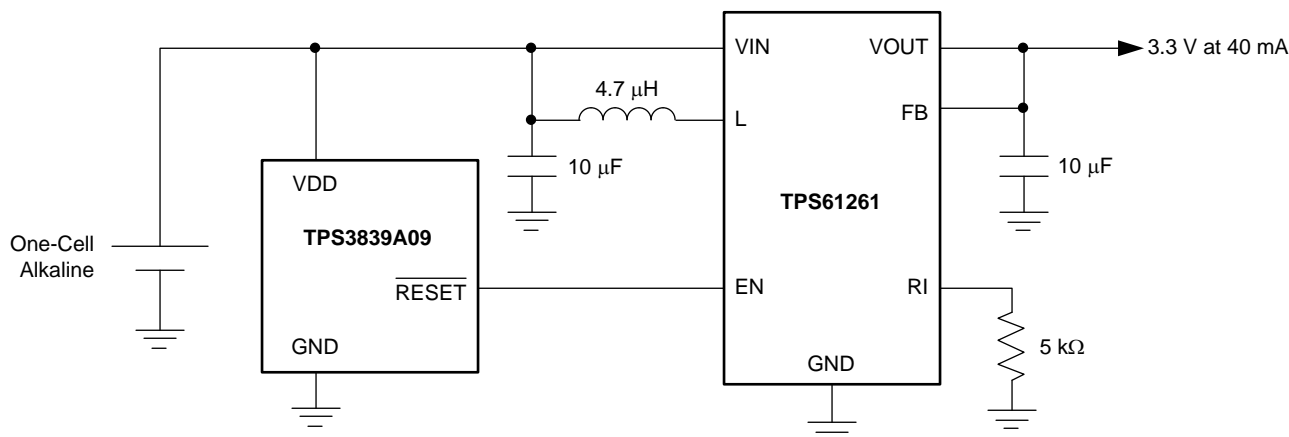 VIN
VOUT
3.3 V at 40 mA
4.7 μH
L
FB
10 μF
10 μF
VDD
TPS61261
TPS3839A09
One-Cell
Alkaline
RESET
EN
RI
GND
5 kΩ
GND